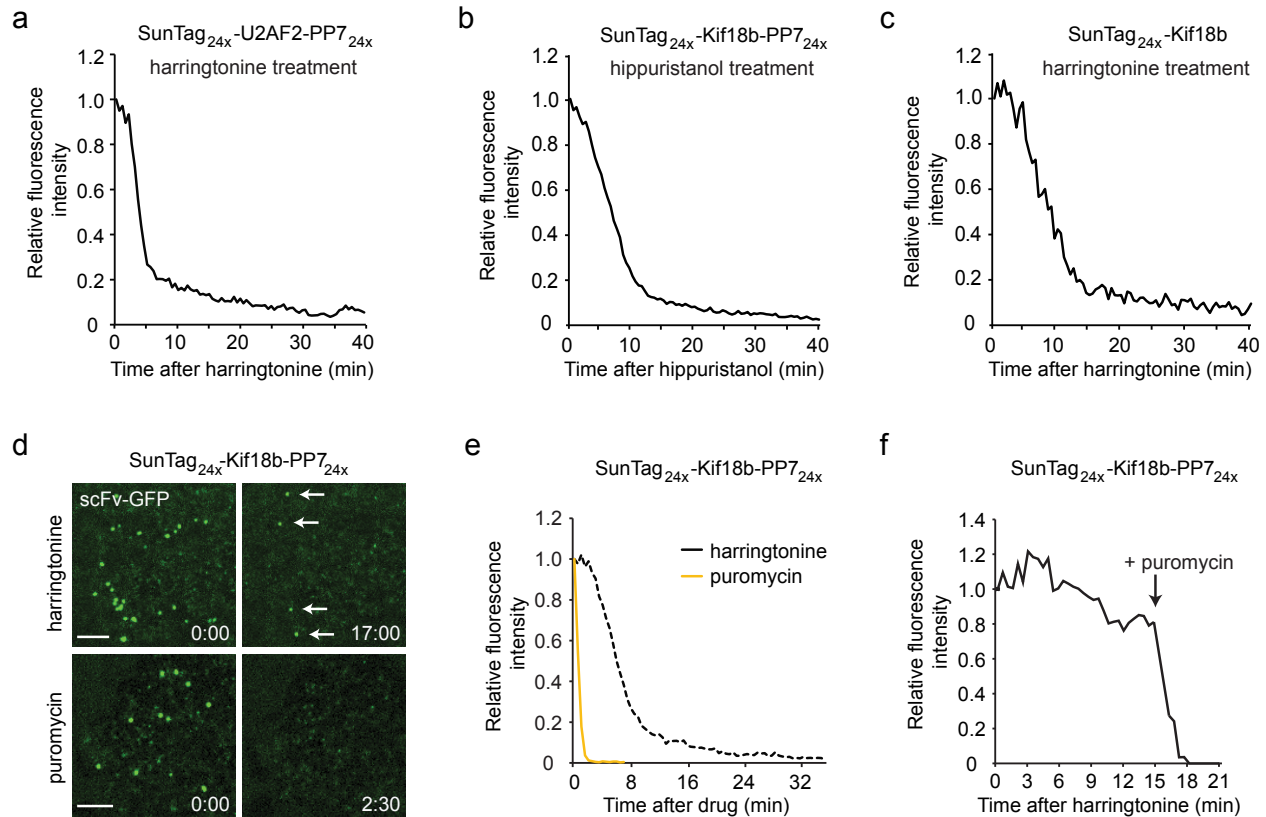 a
SunTag24x-U2AF2-PP724x
harringtonine treatment
1.2
1.0
0.8
0.6
0.4
0.2
0
0
10
20
30
40
Relative fluorescence
intensity
Time after harringtonine (min)
b
SunTag24x-Kif18b-PP724x
hippuristanol treatment
1.2
1.0
0.8
0.6
0.4
0.2
0
0
10
20
30
40
Relative fluorescence
intensity
Time after hippuristanol (min)
c
SunTag24x-Kif18b
harringtonine treatment
1.2
1.0
0.8
0.6
0.4
0.2
0
0
10
20
30
40
Relative fluorescence
intensity
Time after harringtonine (min)
d
SunTag24x-Kif18b-PP724x
scFv-GFP
harringtonine
0:00
17:00
puromycin
0:00
2:30
e
SunTag24x-Kif18b-PP724x
harringtonine
puromycin
1.2
1.0
0.8
0.6
0.4
0.2
0
0
8
16
24
32
Relative fluorescence
intensity
Time after drug (min)
f
SunTag24x-Kif18b-PP724x
+ puromycin
1.4
1.2
1.0
0.8
0.6
0.4
0.2
0
0
3
6
9
12
15
18
21
Relative fluorescence
intensity
Time after harringtonine (min)